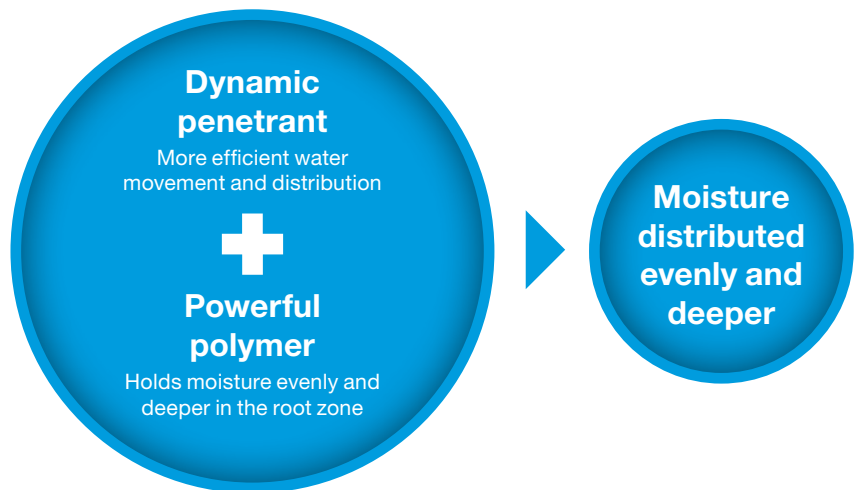 Dynamic
penetrant
More efficient water
movement and distribution
Powerful
polymer
Holds moisture evenly and
deeper in the root zone
Moisture
distributed
evenly and
deeper